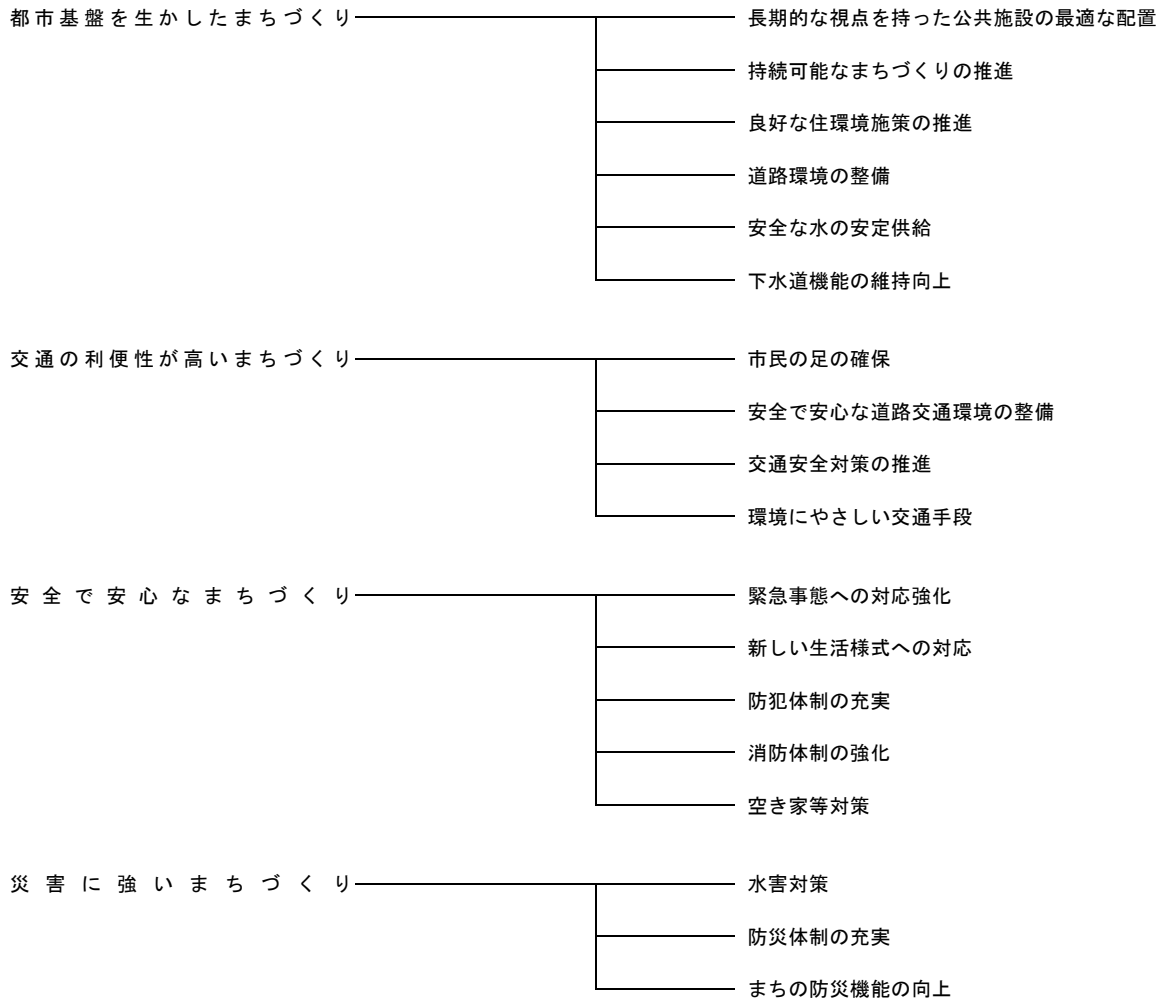 都市基盤を生かしたまちづくり
長期的な視点を持った公共施設の最適な配置
持続可能なまちづくりの推進
良好な住環境施策の推進
道路環境の整備
安全な水の安定供給
下水道機能の維持向上
交通の利便性が高いまちづくり
市民の足の確保
安全で安心な道路交通環境の整備
交通安全対策の推進
環境にやさしい交通手段
安全で安心なまちづくり
緊急事態への対応強化
新しい生活様式への対応
防犯体制の充実
消防体制の強化
空き家等対策
災害に強いまちづくり
水害対策
防災体制の充実
まちの防災機能の向上